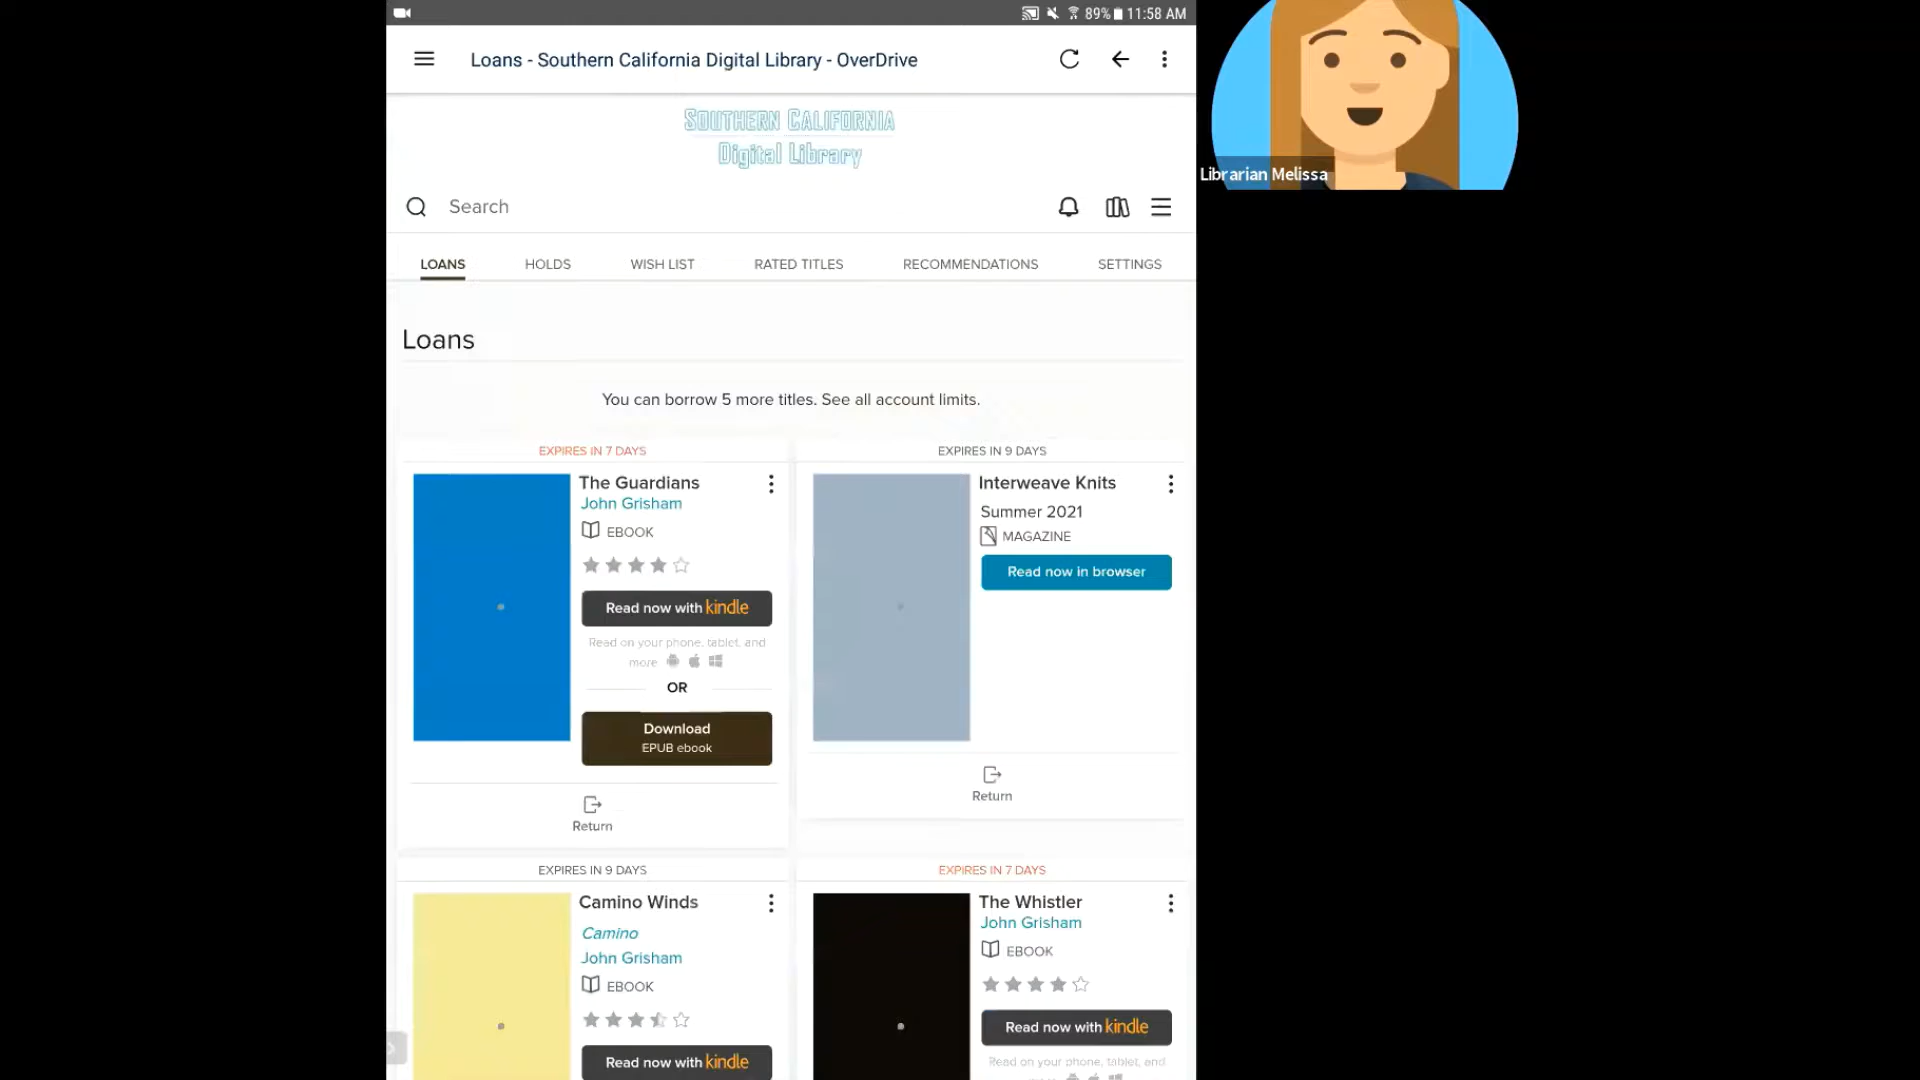 89% 11:58 AM
Loans - Southern California Digital Library - OverDrive
SOUTHERN CALIFORNIA
Digital Library
Librarian Melissa
Search
LOANS HOLDS WISH LIST RATED TITLES RECOMMENDATIONS SETTINGS
Loans
You can borrow 5 more titles. See all account limits.
EXPIRES IN 7 DAYS
The Guardians
John Grisham
EBOOK
Read now with kindle
Read on your phone, tablet, and
more
OR
Download
EPUB ebook
Return
EXPIRES IN 9 DAYS
Interweave Knits
Summer 2021
MAGAZINE
Read now in browser
Return
EXPIRES IN 9 DAYS
Camino Winds
Camino
John Grisham
EBOOK
Read now with kindle
EXPIRES IN 7 DAYS
The Whistler
John Grisham
EBOOK
Read now with kindle
Read on your phone, tablet, and